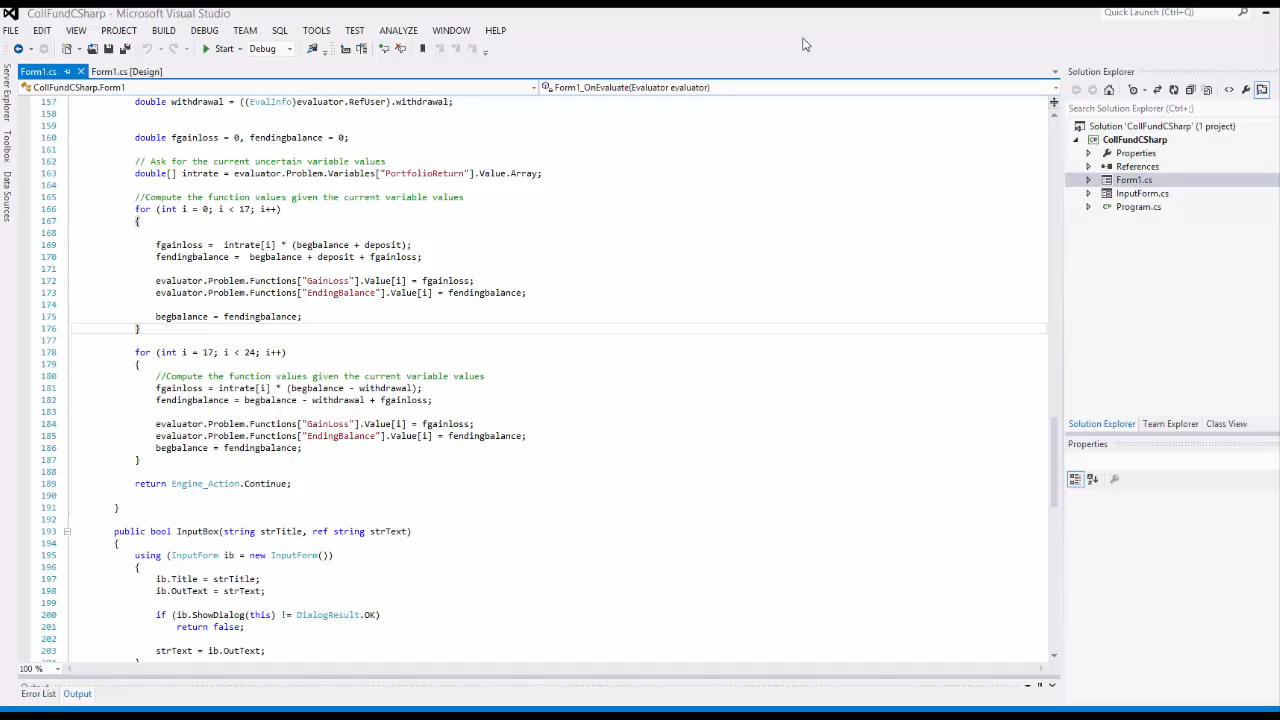 CollFundCSharp - Microsoft Visual Studio
Quick Launch (Ctrl+Q)
FILE EDIT VIEW PROJECT BUILD DEBUG TEAM SQL TOOLS TEST ANALYZE WINDOW HELP
Start Debug
Form1.cs Form1.cs [Design]
CollFundCSharp.Form1 Form1_OnEvaluate(Evaluator evaluator)
157 double withdrawal = ((EvalInfo)evaluator.RefUser).withdrawal;
158
159
160 double fgainloss = 0, fendingbalance = 0;
161
162 // Ask for the current uncertain variable values
163 double[] intrate = evaluator.Problem.Variables["PortfolioReturn"].Value.Array;
164
165 //Compute the function values given the current variable values
166 for (int i = 0; i < 17; i++)
167 {
168
169 fgainloss = intrate[i] * (begbalance + deposit);
170 fendingbalance = begbalance + deposit + fgainloss;
171
172 evaluator.Problem.Functions["GainLoss"].Value[i] = fgainloss;
173 evaluator.Problem.Functions["EndingBalance"].Value[i] = fendingbalance;
174
175 begbalance = fendingbalance;
176 }
177
178 for (int i = 17; i < 24; i++)
179 {
180 //Compute the function values given the current variable values
181 fgainloss = intrate[i] * (begbalance - withdrawal);
182 fendingbalance = begbalance - withdrawal + fgainloss;
183
184 evaluator.Problem.Functions["GainLoss"].Value[i] = fgainloss;
185 evaluator.Problem.Functions["EndingBalance"].Value[i] = fendingbalance;
186 begbalance = fendingbalance;
187 }
188
189 return Engine_Action.Continue;
190
191 }
192
193 public bool InputBox(string strTitle, ref string strText)
194 {
195 using (InputForm ib = new InputForm())
196 {
197 ib.Title = strTitle;
198 ib.OutText = strText;
199
200 if (ib.ShowDialog(this) != DialogResult.OK)
201 return false;
202
203 strText = ib.OutText;
100 %
Error List Output
Server Explorer
Toolbox
Data Sources
Solution Explorer
Search Solution Explorer (Ctrl+;)
Solution 'CollFundCSharp' (1 project)
CollFundCSharp
Properties
References
Form1.cs
InputForm.cs
Program.cs
Solution Explorer Team Explorer Class View
Properties